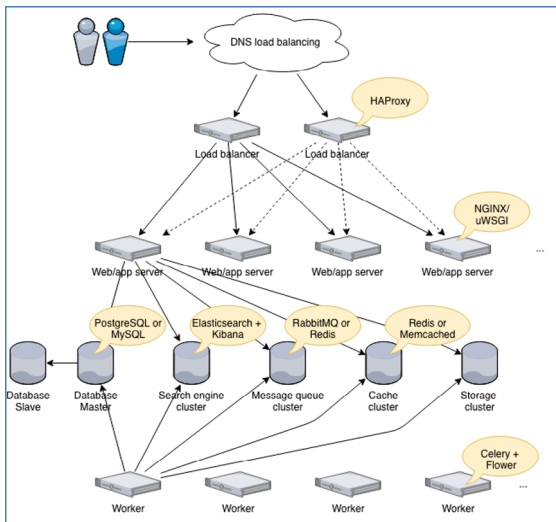 DNS load balancing
HAProxy
Load balancer
Load balancer
NGINX/
uWSGI
Web/app server
Web/app server
Web/app server
Web/app server
...
PostgreSQL or
MySQL
Elasticsearch +
Kibana
RabbitMQ or
Redis
Redis or
Memcached
Database
Slave
Database
Master
Search engine
cluster
Message queue
cluster
Cache
cluster
Storage
cluster
Celery +
Flower
...
Worker
Worker
Worker
Worker